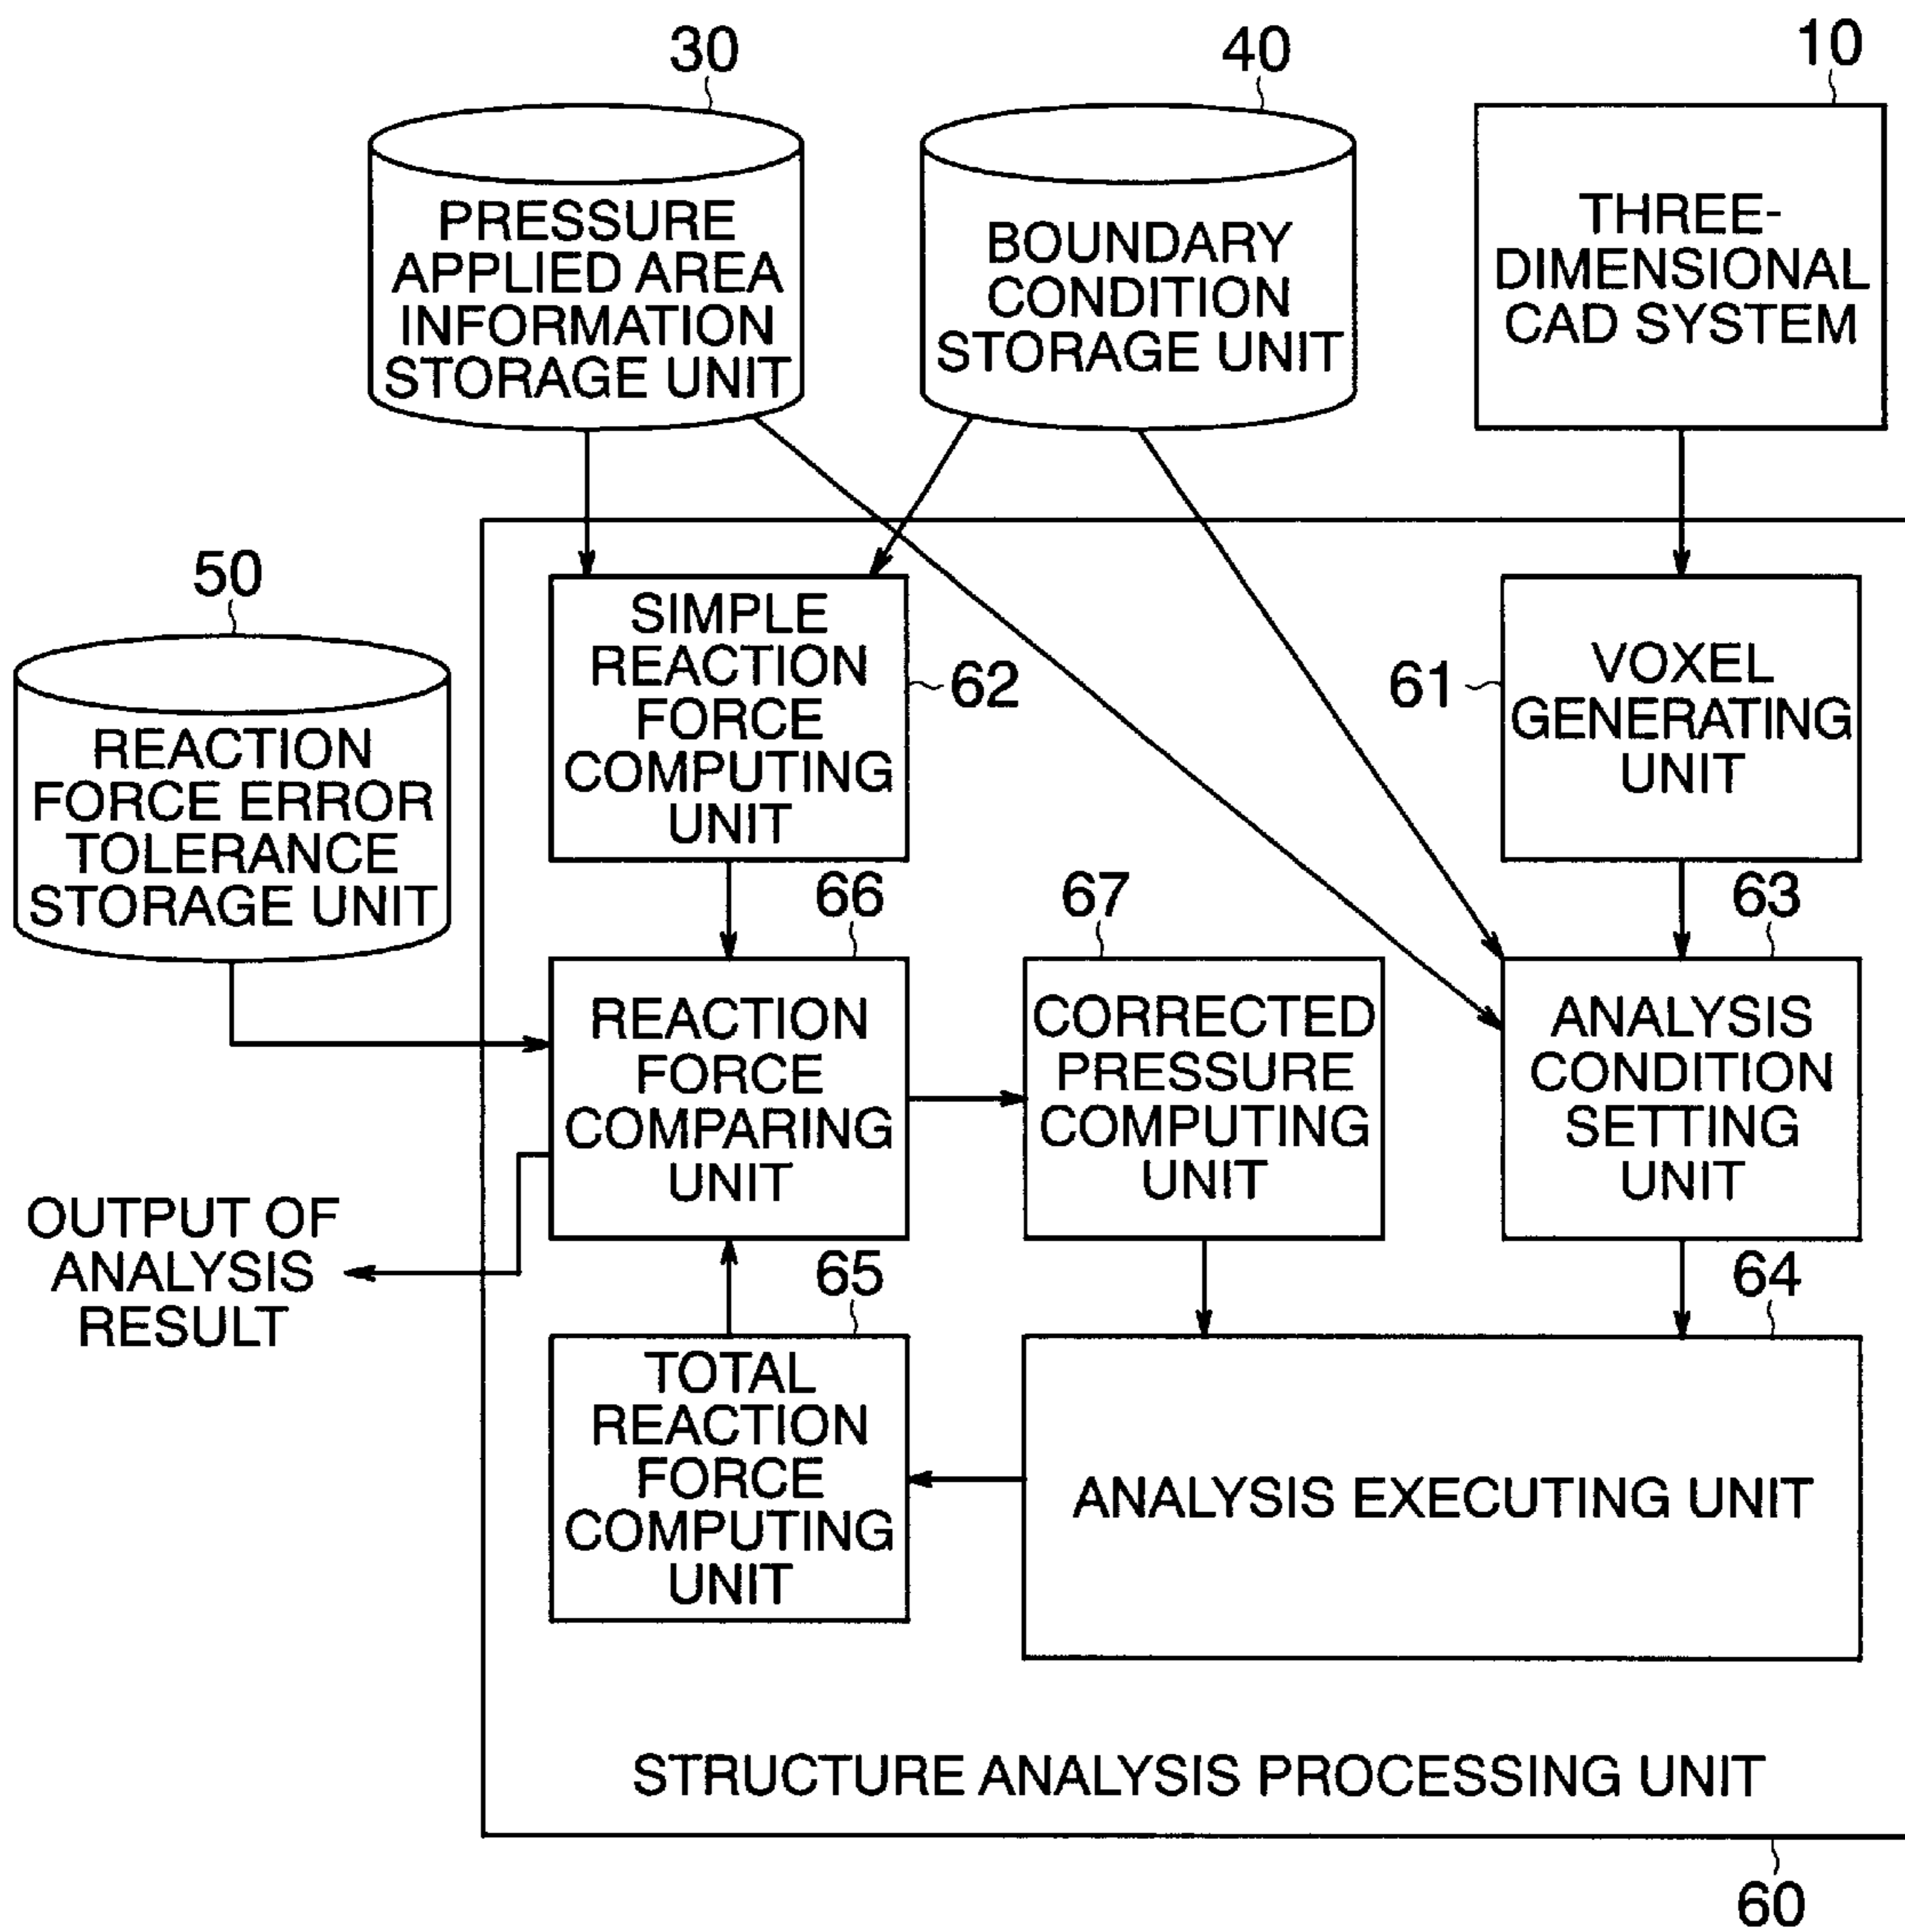 30
40
10
PRESSURE
APPLIED AREA
INFORMATION
STORAGE UNIT
BOUNDARY
CONDITION
STORAGE UNIT
THREE-
DIMENSIONAL
CAD SYSTEM
50
REACTION
FORCE ERROR
TOLERANCE
STORAGE UNIT
SIMPLE
REACTION
FORCE
COMPUTING
UNIT
62
61
VOXEL
GENERATING
UNIT
66
67
63
REACTION
FORCE
COMPARING
UNIT
CORRECTED
PRESSURE
COMPUTING
UNIT
ANALYSIS
CONDITION
SETTING
UNIT
OUTPUT OF
ANALYSIS
RESULT
65
64
TOTAL
REACTION
FORCE
COMPUTING
UNIT
ANALYSIS EXECUTING UNIT
STRUCTURE ANALYSIS PROCESSING UNIT
60